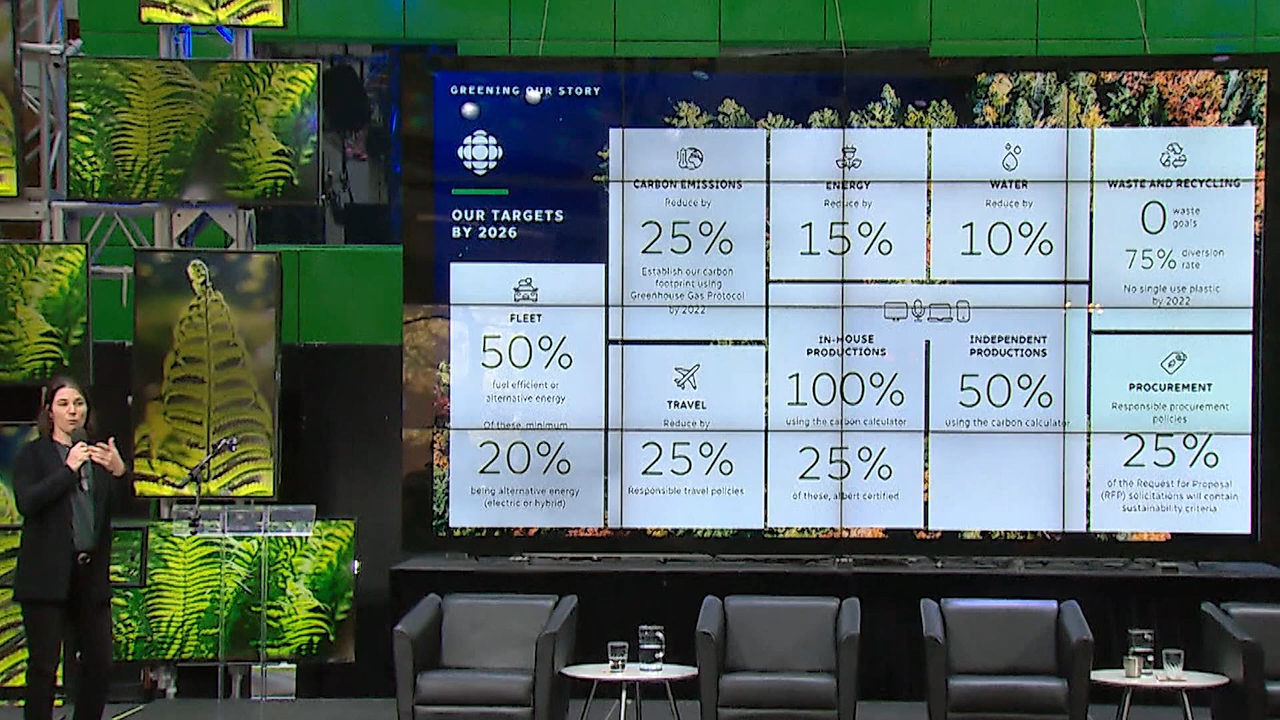 GREENING OUR STORY
OUR TARGETS
BY 2026
FLEET
50%
fuel efficient or
alternative energy
Of these, minimum
20%
being alternative energy
(electric or hybrid)
CARBON EMISSIONS
Reduce by
25%
Establish our carbon
footprint using
Greenhouse Gas Protocol
by 2022
TRAVEL
Reduce by
25%
Responsible travel policies
ENERGY
Reduce by
15%
WATER
Reduce by
10%
IN-HOUSE
PRODUCTIONS
100%
using the carbon calculator
25%
of these, albert certified
INDEPENDENT
PRODUCTIONS
50%
using the carbon calculator
WASTE AND RECYCLING
0 waste
goals
75% diversion
rate
No single use plastic
by 2022
PROCUREMENT
Responsible procurement
policies
25%
of the Request for Proposal
(RFP) solicitations will contain
sustainability criteria